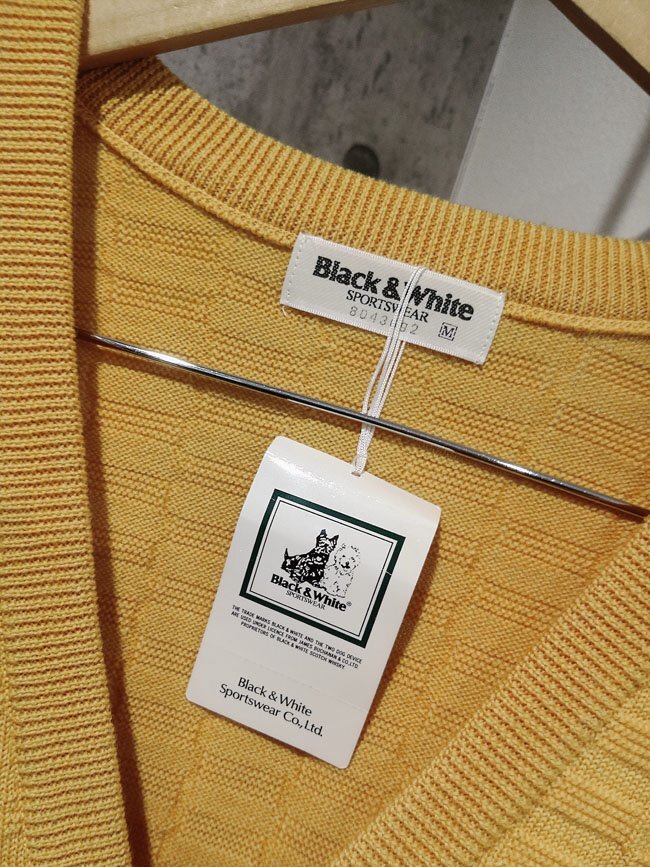 Black & White
SPORTSWEAR
M
Black & White®
SPORTSWEAR
THE TRADE MARKS BLACK & WHITE AND THE TWO DOG DEVICE
ARE USED UNDER LICENCE FROM JAMES BUCHANAN & CO.LTD.
PROPRIETORS OF BLACK & WHITE SCOTCH WHISKY.
Black & White
Sportswear Co., Ltd.